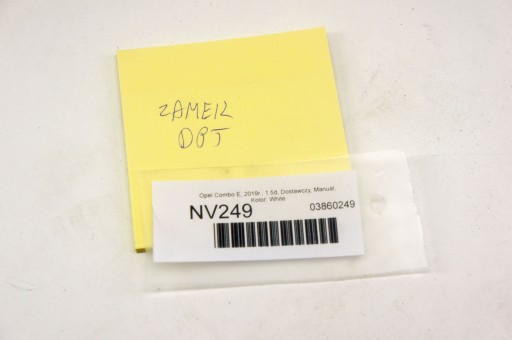 ZAMEK
DPT
Opel Combo E, 2019r., 1.5d, Dostawczy, Manual,
Kolor: White
NV249 03860249